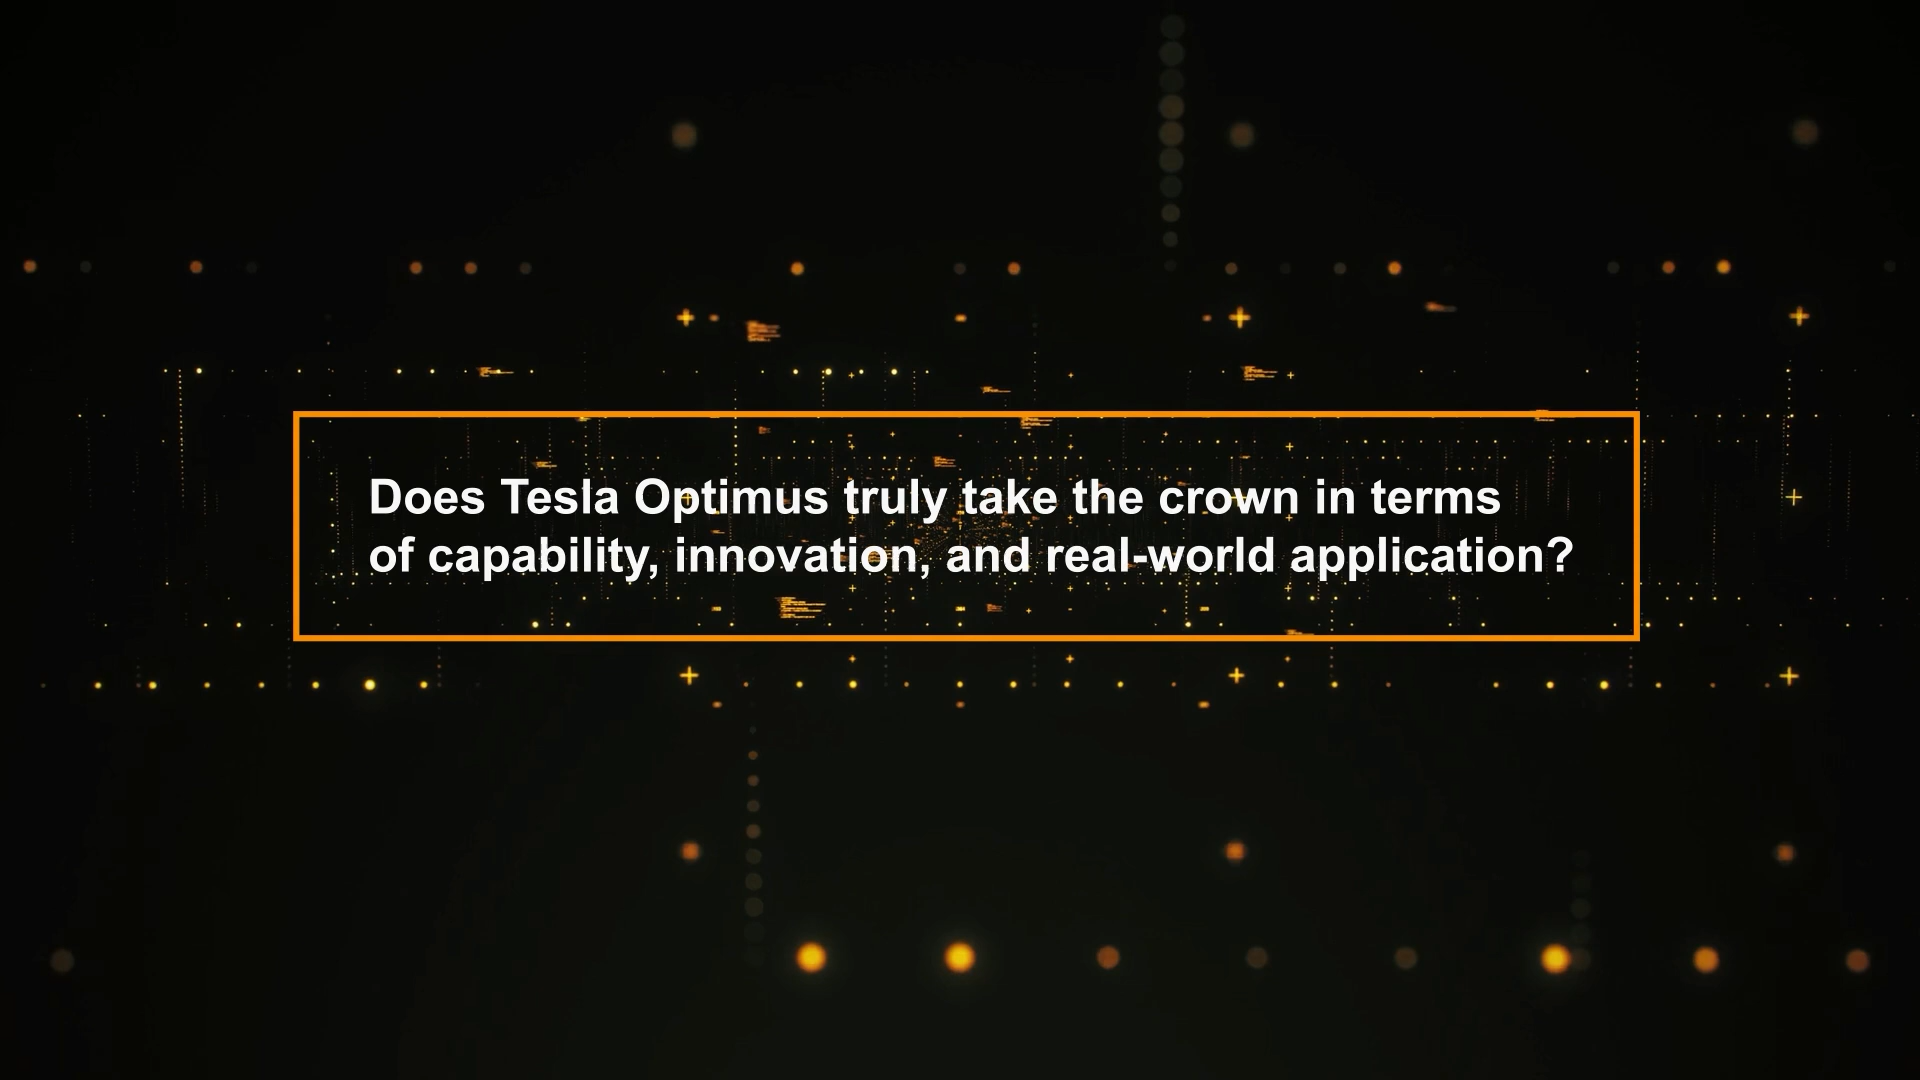 Does Tesla Optimus truly take the crown in terms
of capability, innovation, and real-world application?